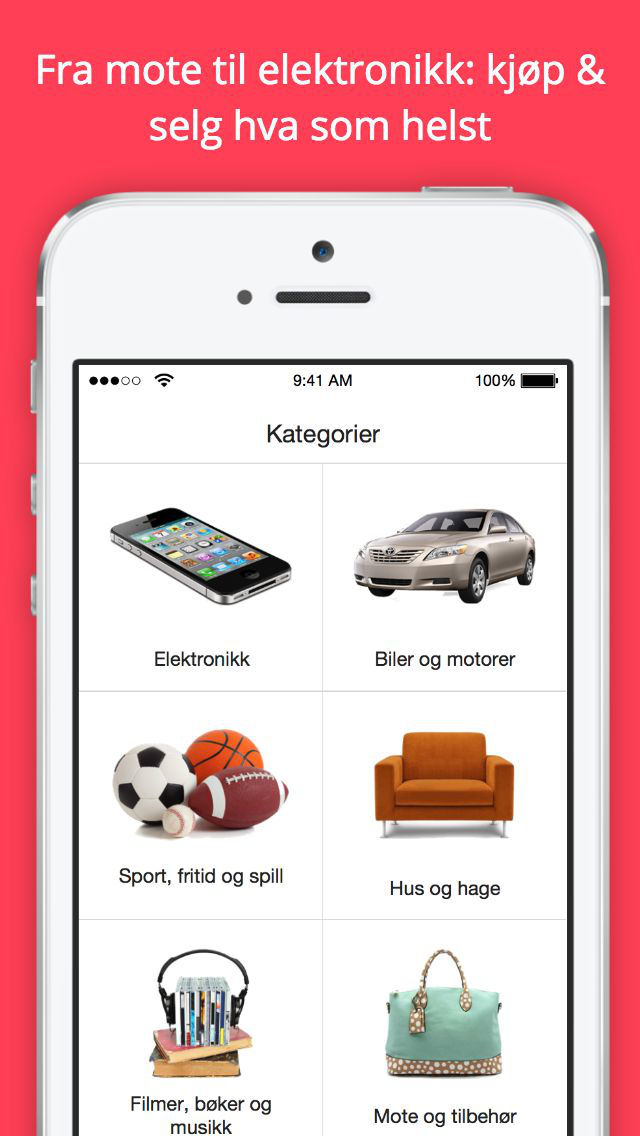 Fra mote til elektronikk: kjøp &
selg hva som helst
9:41 AM
100%
Kategorier
Elektronikk
Biler og motorer
Sport, fritid og spill
Hus og hage
Filmer, bøker og
musikk
Mote og tilbehør